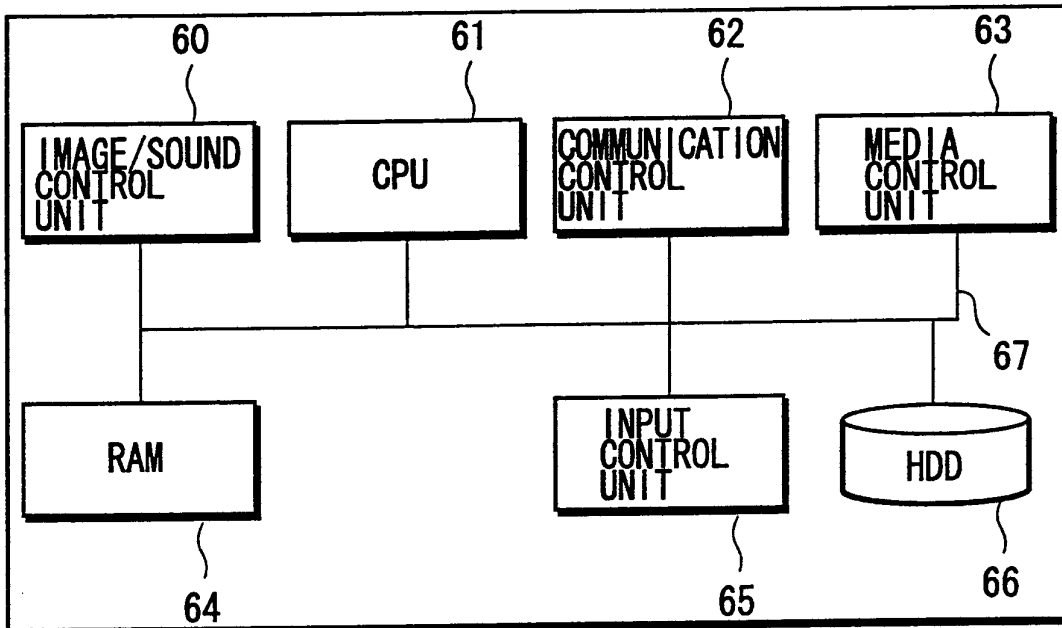 60
61
62
63
IMAGE/SOUND
CONTROL
UNIT
CPU
COMMUNICATION
CONTROL
UNIT
MEDIA
CONTROL
UNIT
67
RAM
INPUT
CONTROL
UNIT
HDD
64
65
66